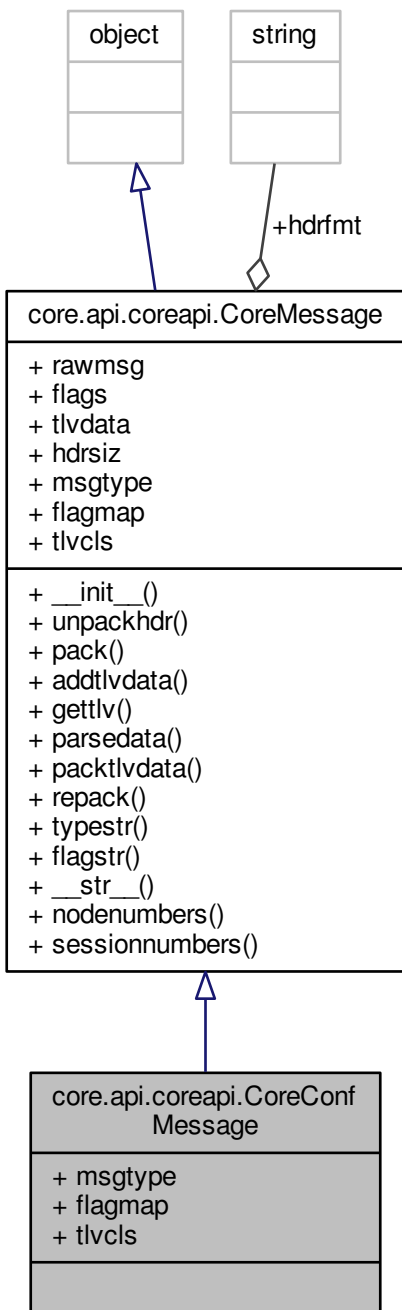 object
string
+hdrfmt
core.api.coreapi.CoreMessage
+ rawmsg
+ flags
+ tlvdata
+ hdrsiz
+ msgtype
+ flagmap
+ tlvcls
+ __init__()
+ unpackhdr()
+ pack()
+ addtlvdata()
+ gettlv()
+ parsedata()
+ packtlvdata()
+ repack()
+ typestr()
+ flagstr()
+ __str__()
+ nodenumbers()
+ sessionnumbers()
core.api.coreapi.CoreConf
Message
+ msgtype
+ flagmap
+ tlvcls